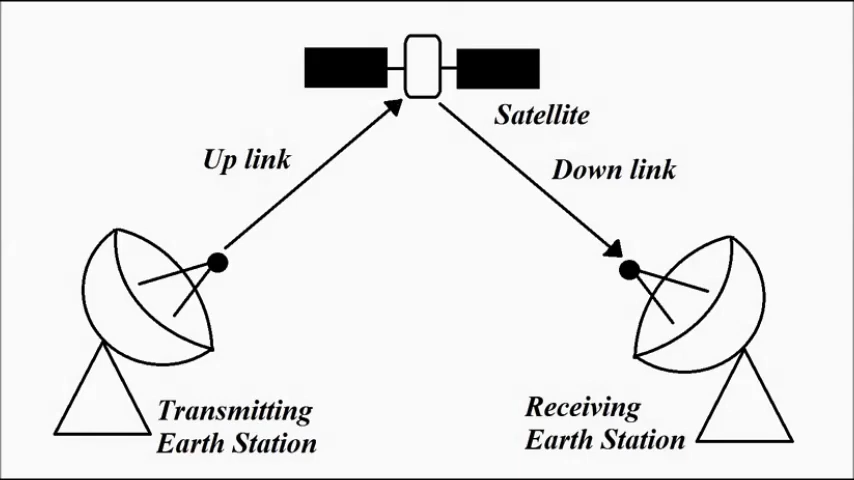 Satellite
Up link
Down link
Transmitting
Earth Station
Receiving
Earth Station